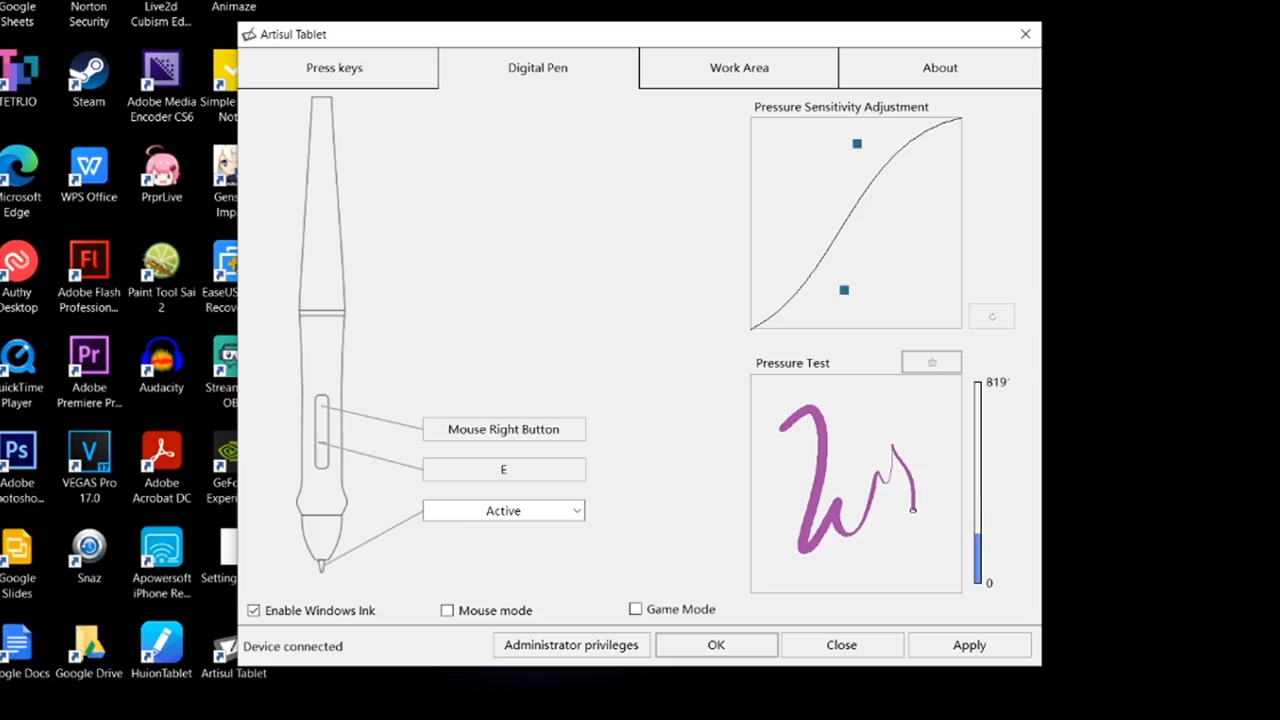 Google
Sheets
Norton
Security
Live2d
Cubism Ed...
Animaze
Artisul Tablet
Press keys
Digital Pen
Work Area
About
TETR.IO
Steam
Adobe Media
Encoder CS6
Simple
Not
Pressure Sensitivity Adjustment
Microsoft
Edge
WPS Office
PrprLive
Gens
Imp
Authy
Desktop
Adobe Flash
Profession...
Paint Tool Sai
2
EaseUS
Recov
Pressure Test
819
QuickTime
Player
Adobe
Premiere Pr...
Audacity
Stream
OB
Mouse Right Button
E
Active
0
Adobe
Photosho...
VEGAS Pro
17.0
Adobe
Acrobat DC
GeFo
Experi
Google
Slides
Snaz
Apowersoft
iPhone Re...
Setting
Enable Windows Ink
Mouse mode
Game Mode
Device connected
Administrator privileges
OK
Close
Apply
Google Docs
Google Drive
HuionTablet
Artisul Tablet